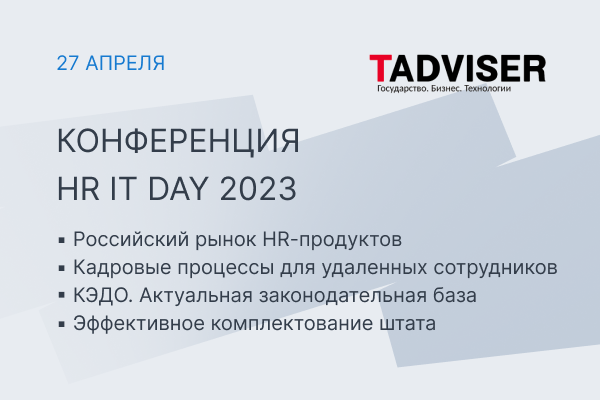 27 АПРЕЛЯ
TADVISER
Государство. Бизнес. Технологии
КОНФЕРЕНЦИЯ
HR IT DAY 2023
▪ Российский рынок HR-продуктов
▪ Кадровые процессы для удаленных сотрудников
▪ КЭДО. Актуальная законодательная база
▪ Эффективное комплектование штата